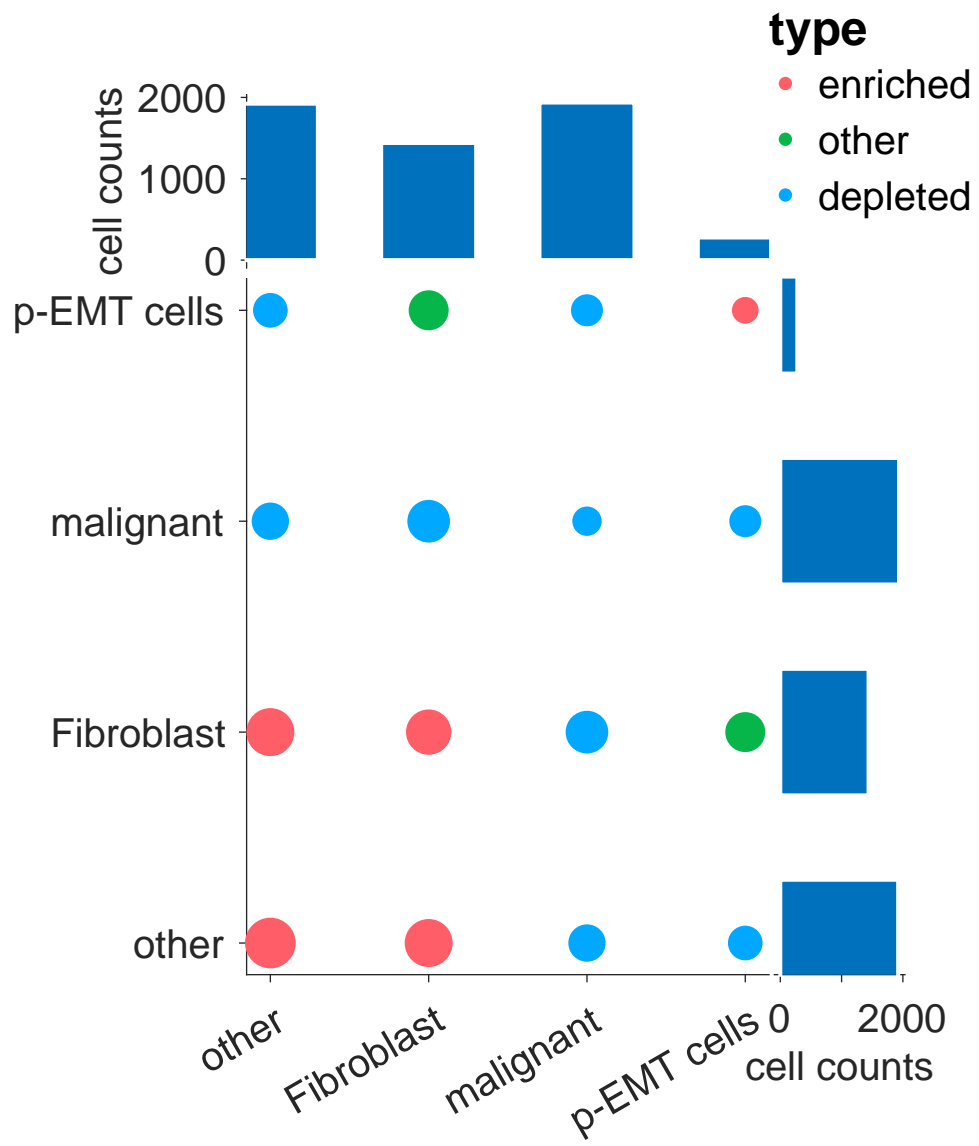 type
enriched
other
depleted
cell counts
2000
1000
0
p-EMT cells
malignant
Fibroblast
other
other
Fibroblast
malignant
p-EMT cells
0
2000
cell counts